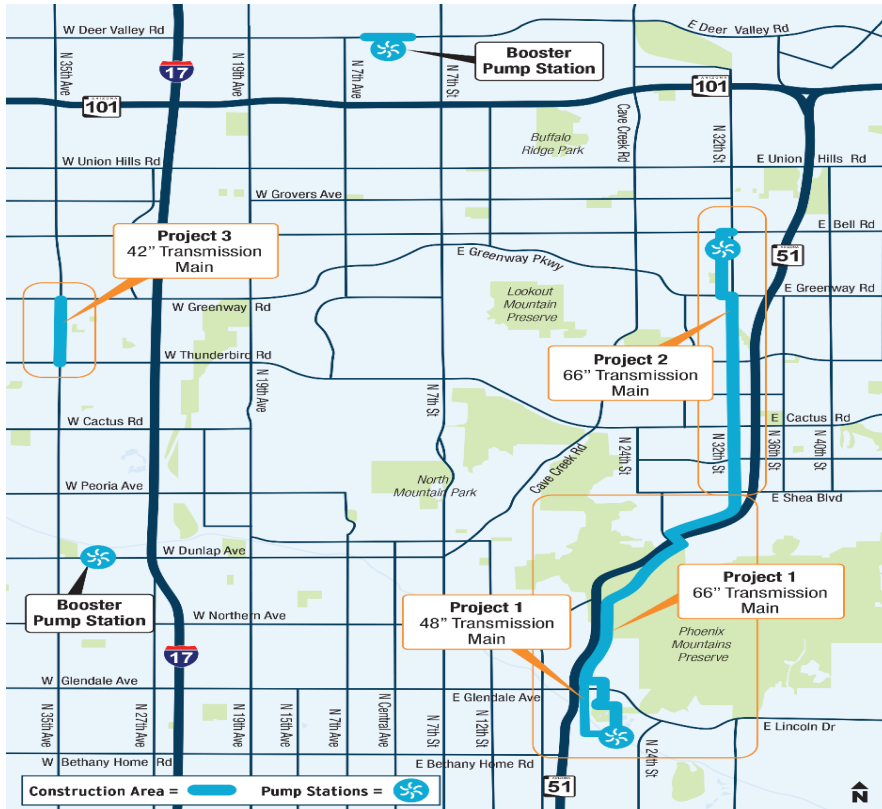 W Deer Valley Rd
E Deer Valley Rd
N 35th Ave
17
N 19th Ave
N 7th Ave
N 7th St
Booster
Pump Station
Cave Creek Rd
ARIZONA
101
ARIZONA
101
N 32th St
Buffalo
Ridge Park
W Union Hills Rd
E Union Hills Rd
W Grovers Ave
E Bell Rd
Project 3
42” Transmission
Main
E Greenway Pkwy
51
W Greenway Rd
Lookout
Mountain
Preserve
E Greenway Rd
W Thunderbird Rd
Project 2
66” Transmission
Main
N 19th Ave
N 7th St
W Cactus Rd
E Cactus Rd
N 24th St
N 32th St
N 36th St
N 40th St
Cave Creek Rd
W Peoria Ave
North
Mountain Park
E Shea Blvd
W Dunlap Ave
Booster
Pump Station
W Northern Ave
Project 1
48” Transmission
Main
Project 1
66” Transmission
Main
Phoenix
Mountains
Preserve
17
W Glendale Ave
E Glendale Ave
N 35th Ave
N 27th Ave
N 19th Ave
N 15th Ave
N 7th Ave
N Central Ave
N 7th St
N 12th St
N 24th St
E Lincoln Dr
W Bethany Home Rd
E Bethany Home Rd
51
Construction Area =
Pump Stations =
N